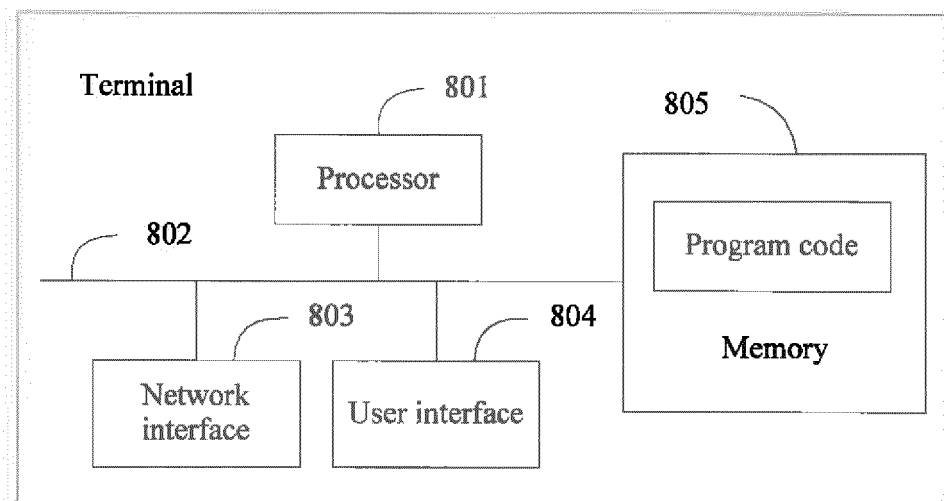 Terminal
801
805
Processor
802
Program code
803
804
Memory
Network
interface
User interface